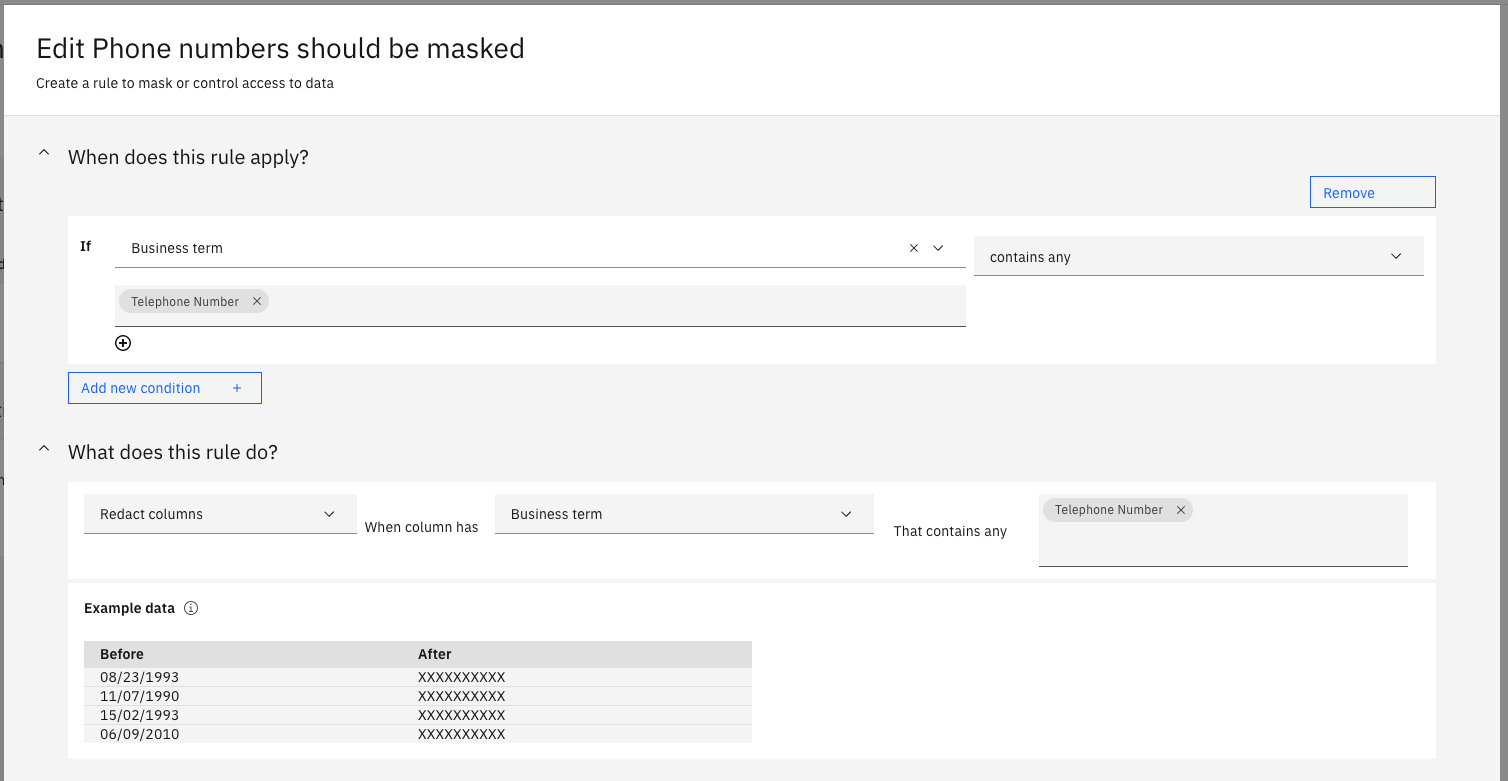 Edit Phone numbers should be masked
Create a rule to mask or control access to data
When does this rule apply?
Remove
If
Business term
contains any
Telephone Number
Add new condition +
What does this rule do?
Redact columns
When column has
Business term
That contains any
Telephone Number
Example data
Before After
08/23/1993 XXXXXXXXXX
11/07/1990 XXXXXXXXXX
15/02/1993 XXXXXXXXXX
06/09/2010 XXXXXXXXXX